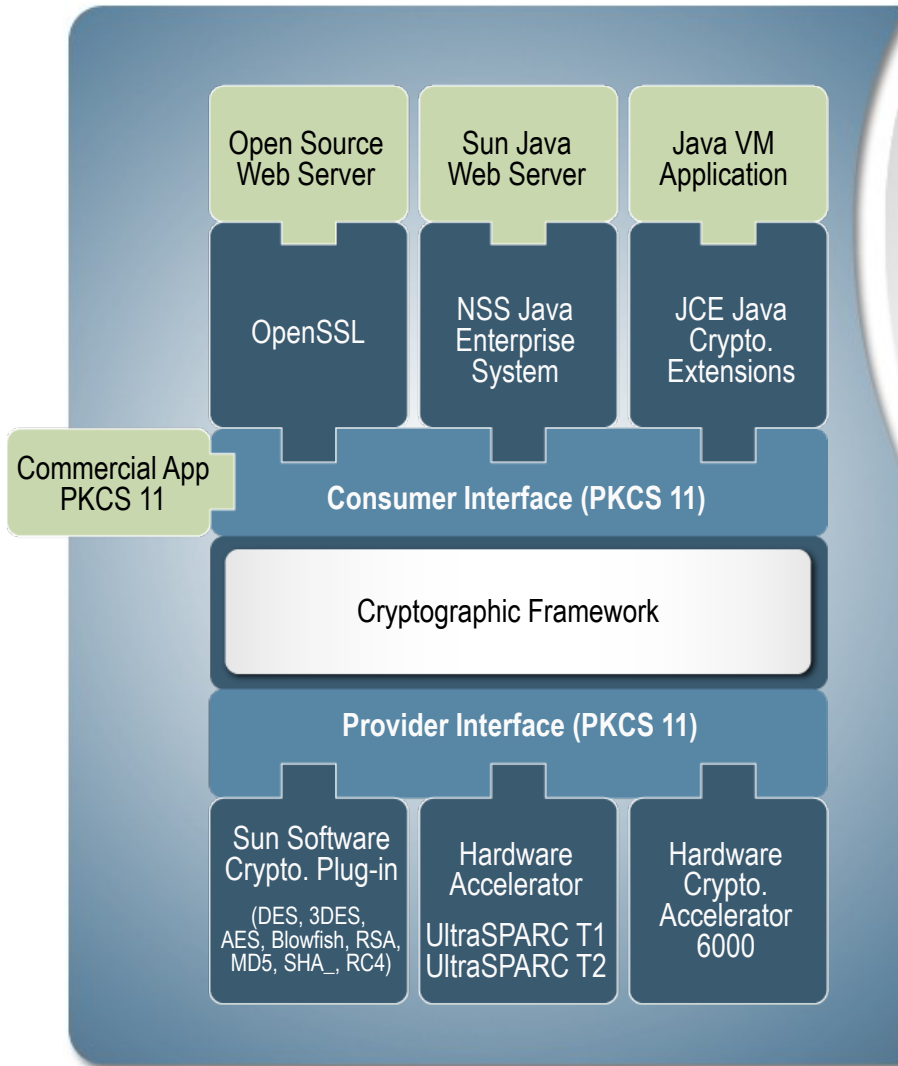 Open Source
Web Server
Sun Java
Web Server
Java VM
Application
OpenSSL
NSS Java
Enterprise
System
JCE Java
Crypto.
Extensions
Commercial App
PKCS 11
Consumer Interface (PKCS 11)
Cryptographic Framework
Provider Interface (PKCS 11)
Sun Software
Crypto. Plug-in
(DES, 3DES,
AES, Blowfish, RSA,
MD5, SHA_, RC4)
Hardware
Accelerator
UltraSPARC T1
UltraSPARC T2
Hardware
Crypto.
Accelerator
6000